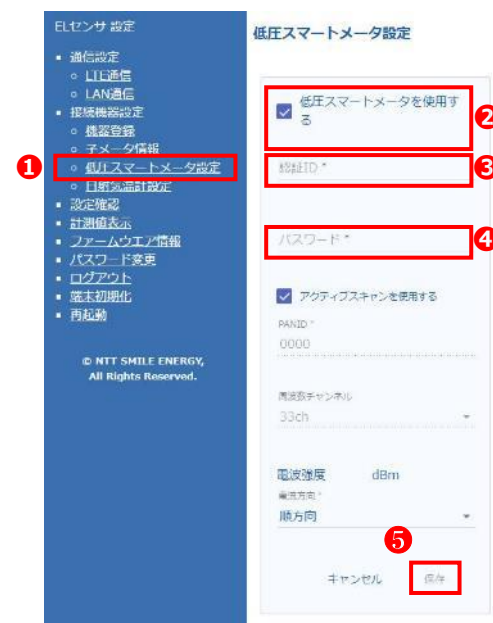 ELセンサ 設定
▪ 通信設定
○ LTE通信
○ LAN通信
▪ 接続機器設定
○ 機器登録
○ 子メータ情報
❶ ○ 低圧スマートメータ設定
○ 日射気温計設定
▪ 設定確認
▪ 計測値表示
▪ ファームウエア情報
▪ パスワード変更
▪ ログアウト
▪ 端末初期化
▪ 再起動
© NTT SMILE ENERGY,
All Rights Reserved.
低圧スマートメータ設定
低圧スマートメータを使用す
る
❷
認証ID *
❸
パスワード *
❹
アクティブスキャンを使用する
PANID *
0000
周波数チャンネル
33ch
電波強度 dBm
電流方向 *
順方向
❺
キャンセル 保存